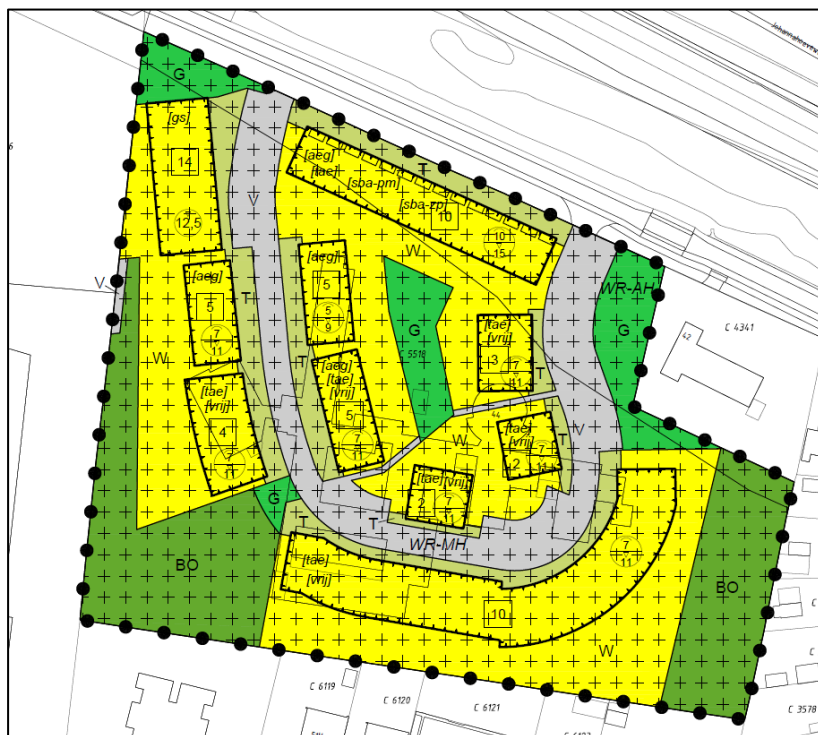 Johannahoeveweg
G
[gs]
14
12,5
[aeg]
[tae]
T
[sba-pm]
[sba-zp]
10
10
15
V
W
V
[aeg]
5
7
11
T
[aeg]
5
5
9
G
C 5518
WR-AH
G
42
C 4341
[tae]
[vrij]
3
7
11
T
W
T
[aeg]
[tae]
[vrij]
5
7
11
[tae]
[vrij]
4
7
11
44
W
[tae]
[vrij]
2
7
11
T
V
[tae]
[vrij]
2
7
G
T
T
WR-MH
7
11
BO
[tae]
[vrij]
10
BO
W
C
C 6119
C 6120
C 6121
C 3578